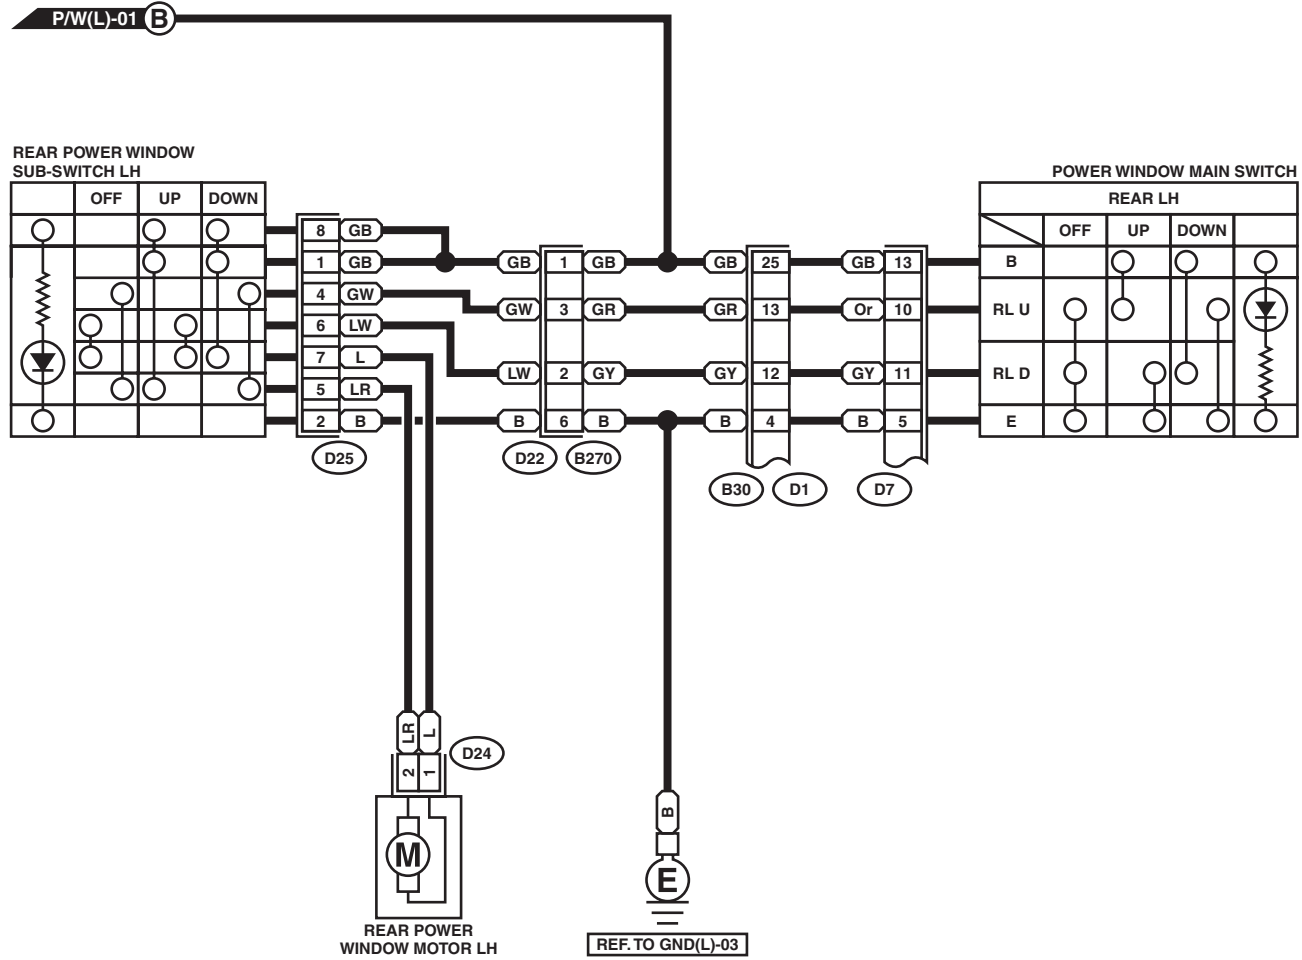 P/W(L)-01 B
REAR POWER WINDOW
SUB-SWITCH LH
OFF UP DOWN
8 GB
1 GB
4 GW
6 LW
7 L
5 LR
2 B
D25
GB 1 GB
GW 3 GR
LW 2 GY
B 6 B
D22 B270
GB 25
GR 13
GY 12
B 4
B30 D1
GB 13
Or 10
GY 11
B 5
D7
POWER WINDOW MAIN SWITCH
REAR LH
OFF UP DOWN
B
RL U
RL D
E
LR L
2 1
D24
M
REAR POWER
WINDOW MOTOR LH
B
E
REF. TO GND(L)-03